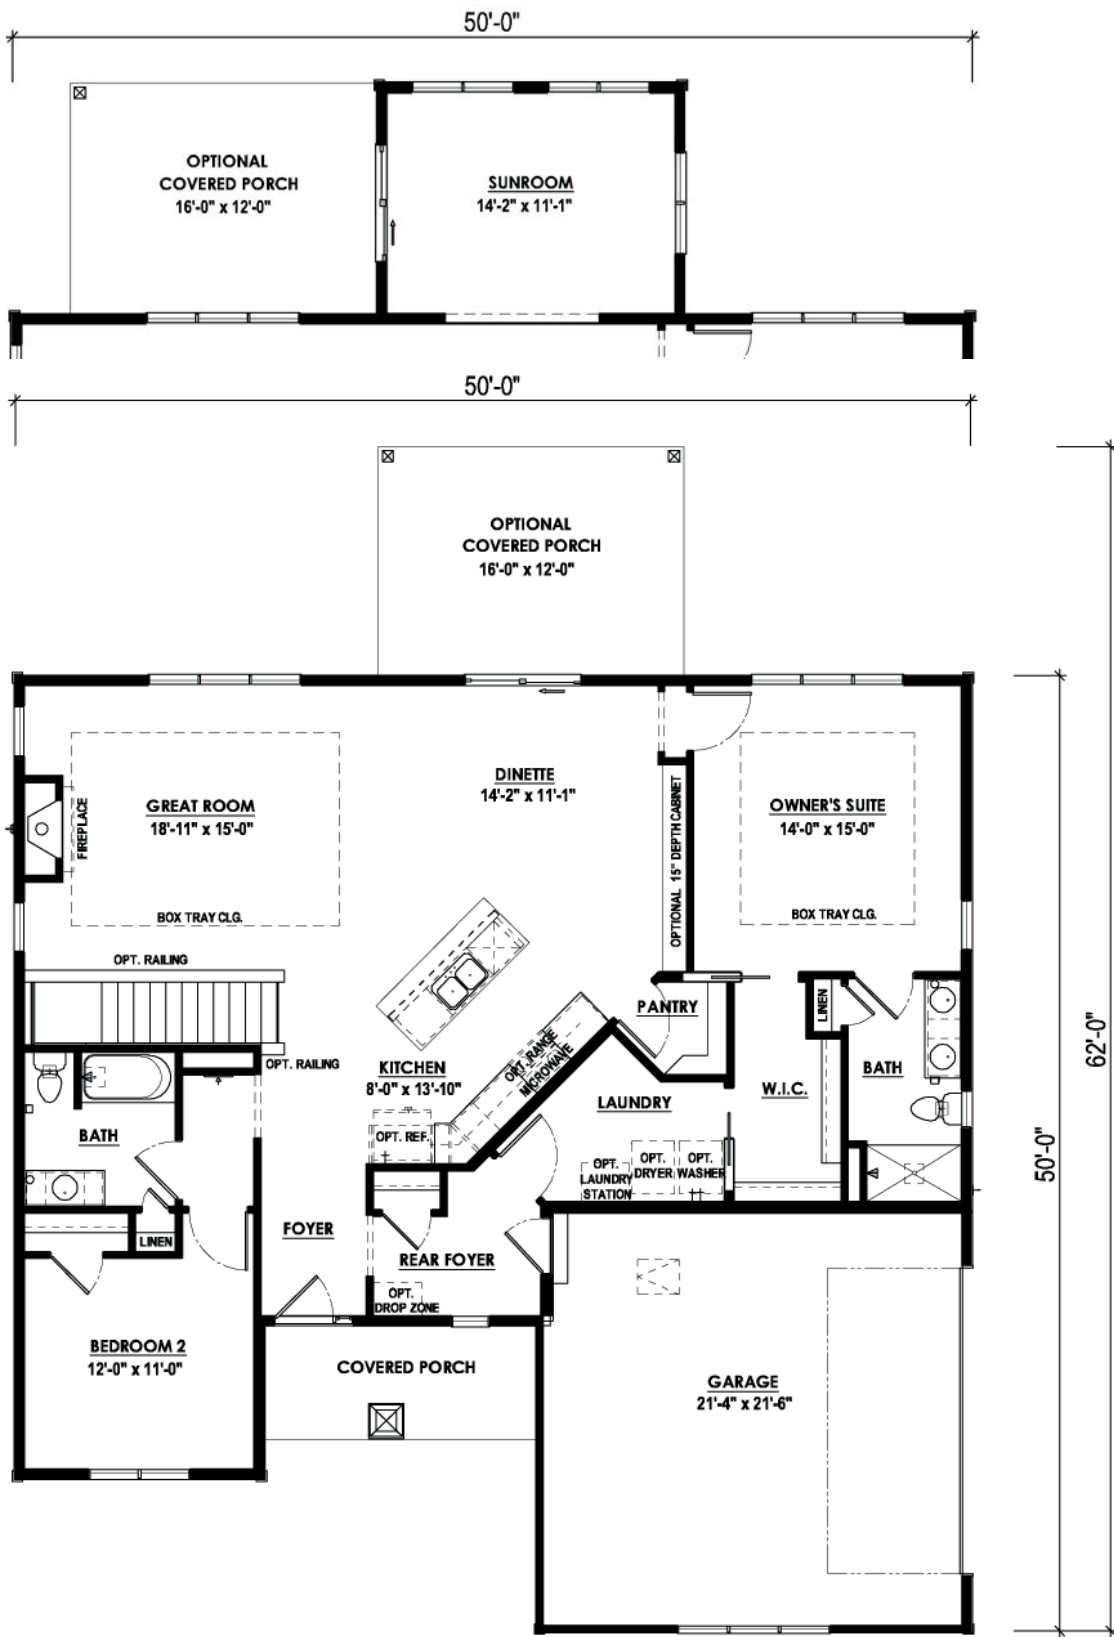 50'-0"
OPTIONAL
COVERED PORCH
16'-0" x 12'-0"
SUNROOM
14'-2" x 11'-1"
50'-0"
OPTIONAL
COVERED PORCH
16'-0" x 12'-0"
GREAT ROOM
18'-11" x 15'-0"
FIREPLACE
BOX TRAY CLG.
DINETTE
14'-2" x 11'-1"
OPTIONAL 15" DEPTH CABINET
OWNER'S SUITE
14'-0" x 15'-0"
BOX TRAY CLG.
OPT. RAILING
OPT. RAILING
KITCHEN
8'-0" x 13'-10"
OPT. RANGE
MICROWAVE
OPT. REF.
PANTRY
LAUNDRY
OPT.
LAUNDRY
STATION
OPT.
DRYER
OPT.
WASHER
W.I.C.
LINEN
BATH
BATH
LINEN
FOYER
REAR FOYER
OPT.
DROP ZONE
BEDROOM 2
12'-0" x 11'-0"
COVERED PORCH
GARAGE
21'-4" x 21'-6"
50'-0"
62'-0"